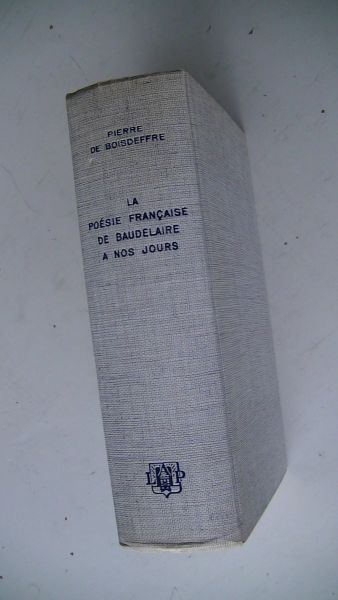 PIERRE
DE BOISDEFFRE
LA
POÉSIE FRANÇAISE
DE BAUDELAIRE
A NOS JOURS
L P